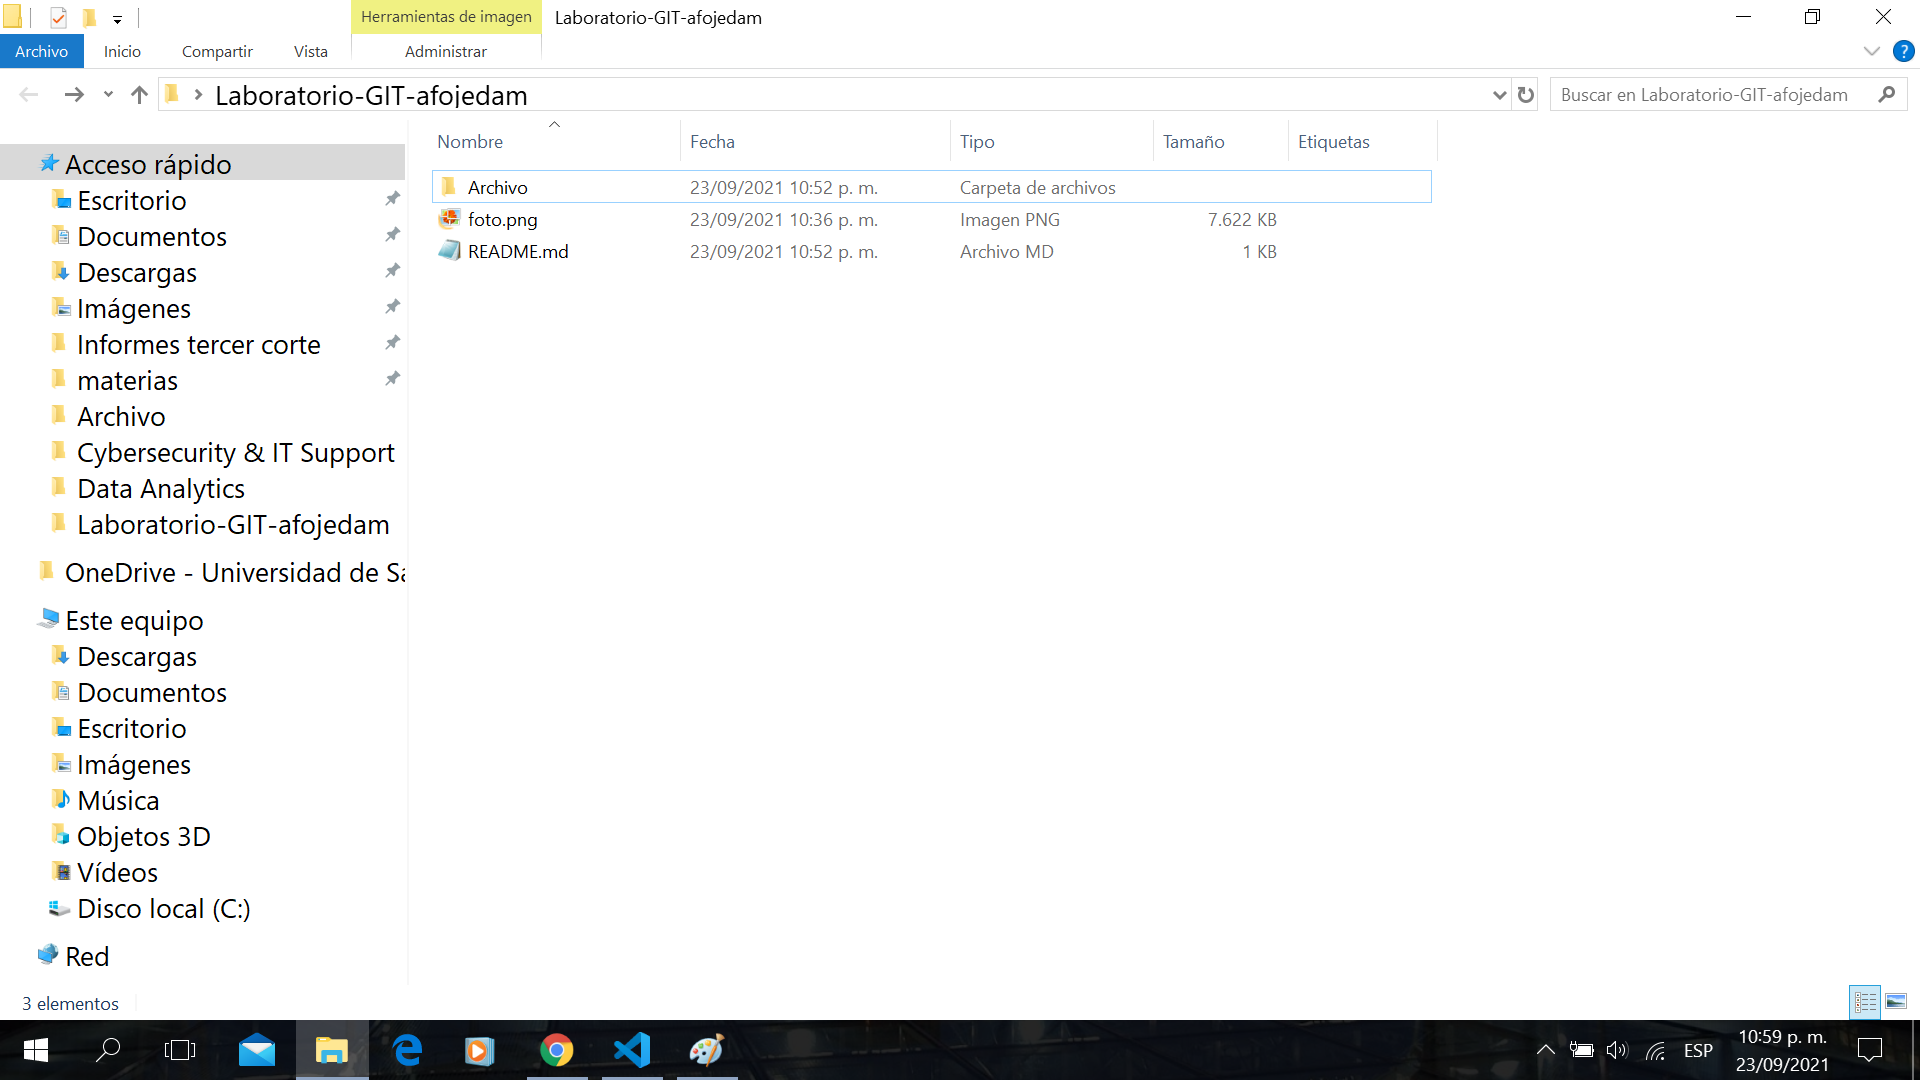 Herramientas de imagen
Laboratorio-GIT-afojedam
Archivo
Inicio
Compartir
Vista
Administrar
Laboratorio-GIT-afojedam
Buscar en Laboratorio-GIT-afojedam
Nombre Fecha Tipo Tamaño Etiquetas
Archivo 23/09/2021 10:52 p. m. Carpeta de archivos
foto.png 23/09/2021 10:36 p. m. Imagen PNG 7.622 KB
README.md 23/09/2021 10:52 p. m. Archivo MD 1 KB
Acceso rápido
Escritorio
Documentos
Descargas
Imágenes
Informes tercer corte
materias
Archivo
Cybersecurity & IT Support
Data Analytics
Laboratorio-GIT-afojedam
OneDrive - Universidad de Sa
Este equipo
Descargas
Documentos
Escritorio
Imágenes
Música
Objetos 3D
Vídeos
Disco local (C:)
Red
3 elementos
ESP
10:59 p. m.
23/09/2021